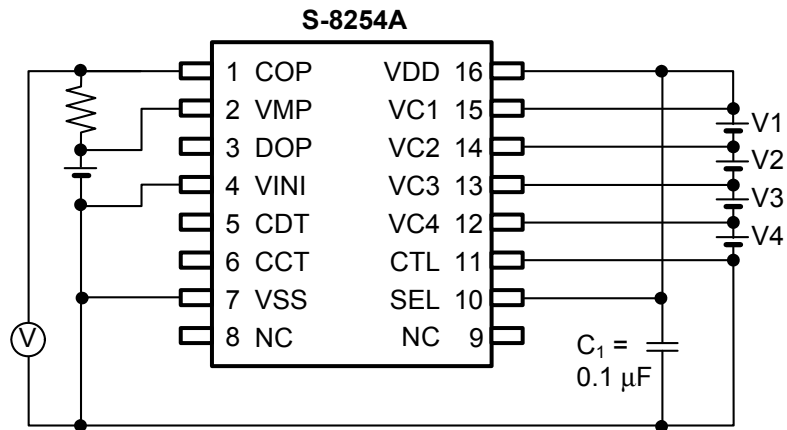 S-8254A
1 COP VDD 16
2 VMP VC1 15
V1
3 DOP VC2 14
V2
4 VINI VC3 13
V3
5 CDT VC4 12
V4
6 CCT CTL 11
7 VSS SEL 10
V
8 NC NC 9
C₁ =
0.1 μF